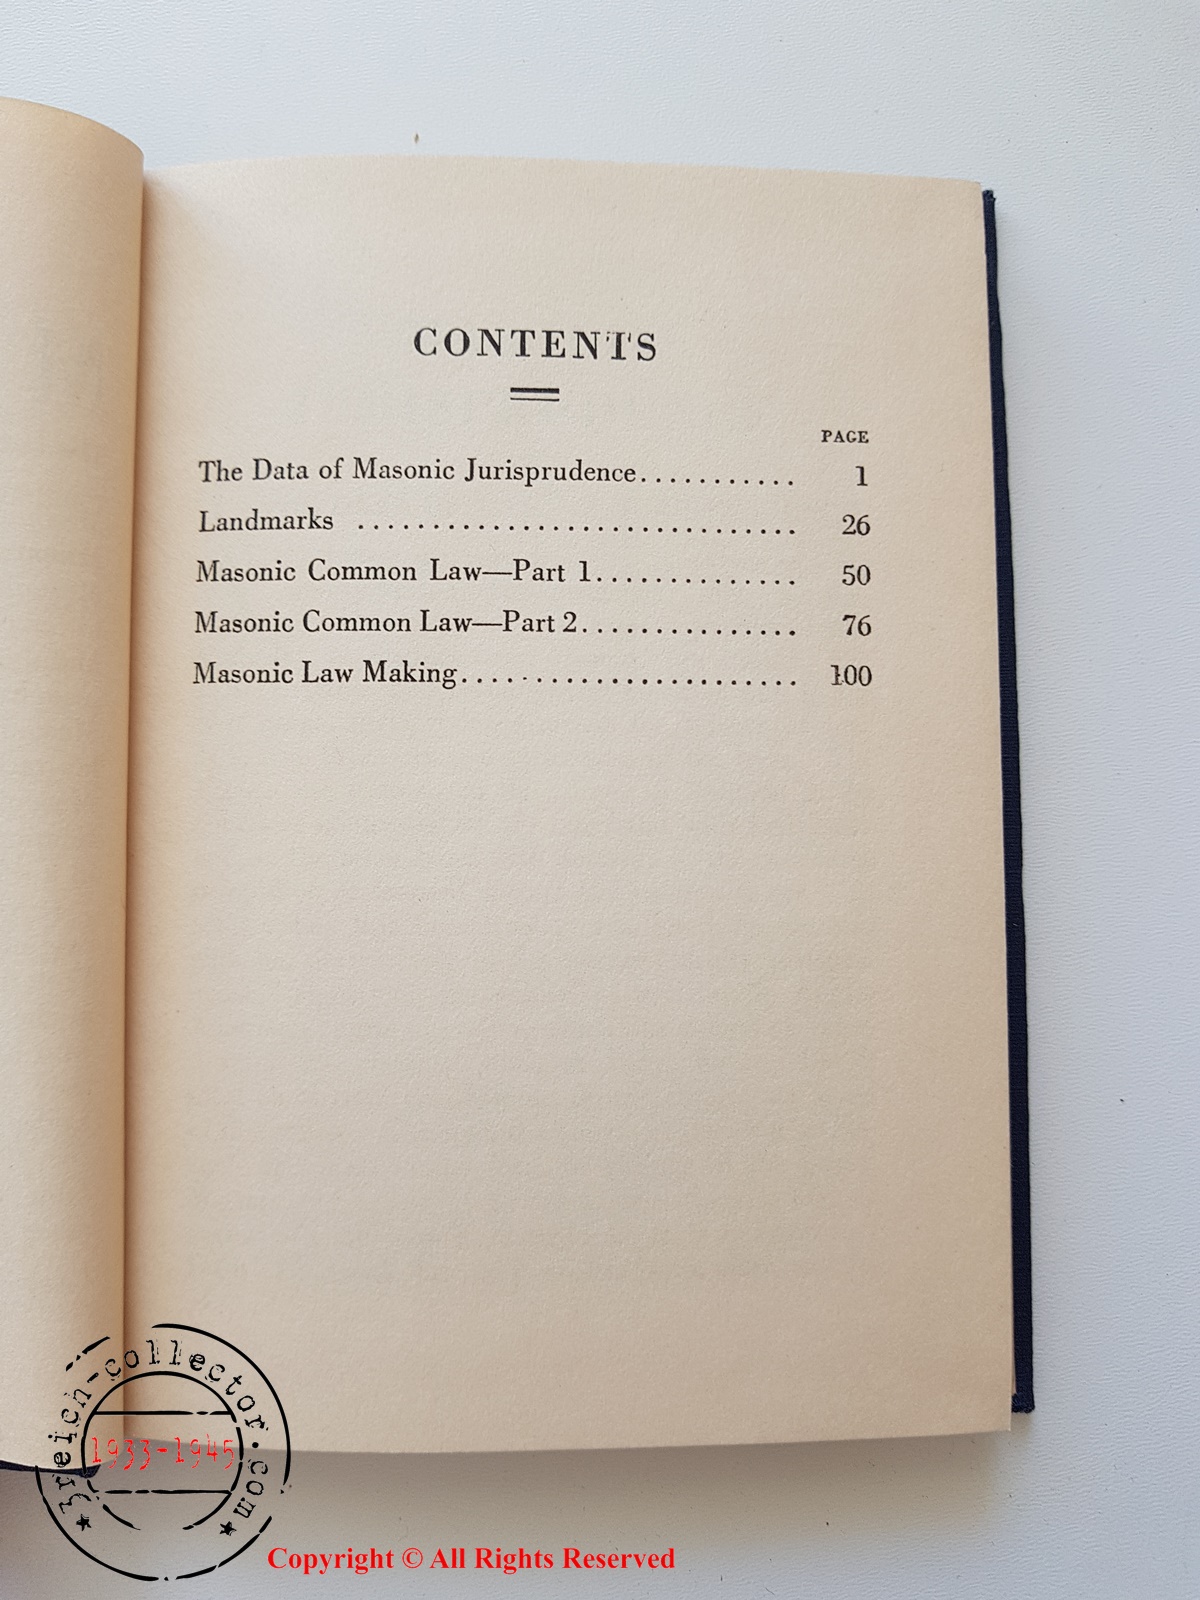 CONTENTS
PAGE
The Data of Masonic Jurisprudence........... 1
Landmarks .............................. 26
Masonic Common Law—Part 1.............. 50
Masonic Common Law—Part 2............... 76
Masonic Law Making....................... 100
3reich-collector.com
1933-1945
Copyright © All Rights Reserved